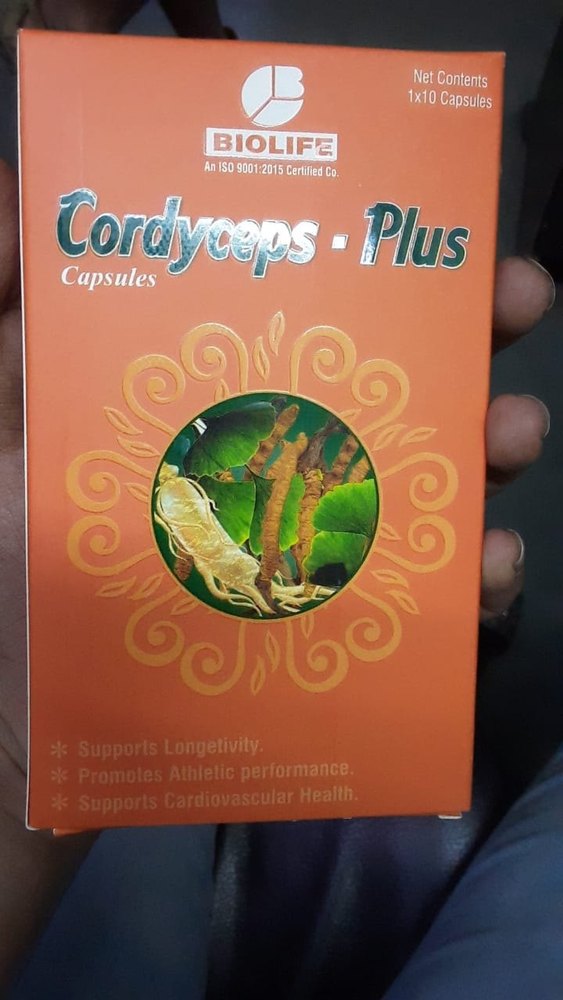 Net Contents
1x10 Capsules
B
BIOLIFE
An ISO 9001:2015 Certified Co.
Cordyceps - Plus
Capsules
* Supports Longetivity.
* Promotes Athletic performance.
* Supports Cardiovascular Health.